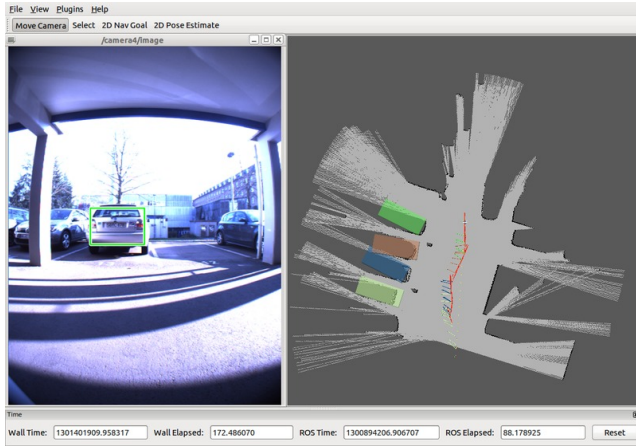 File View Plugins Help
Move Camera Select 2D Nav Goal 2D Pose Estimate
/camera4/Image
Time
Wall Time: 1301401909.958317 Wall Elapsed: 172.486070 ROS Time: 1300894206.906707 ROS Elapsed: 88.178925 Reset